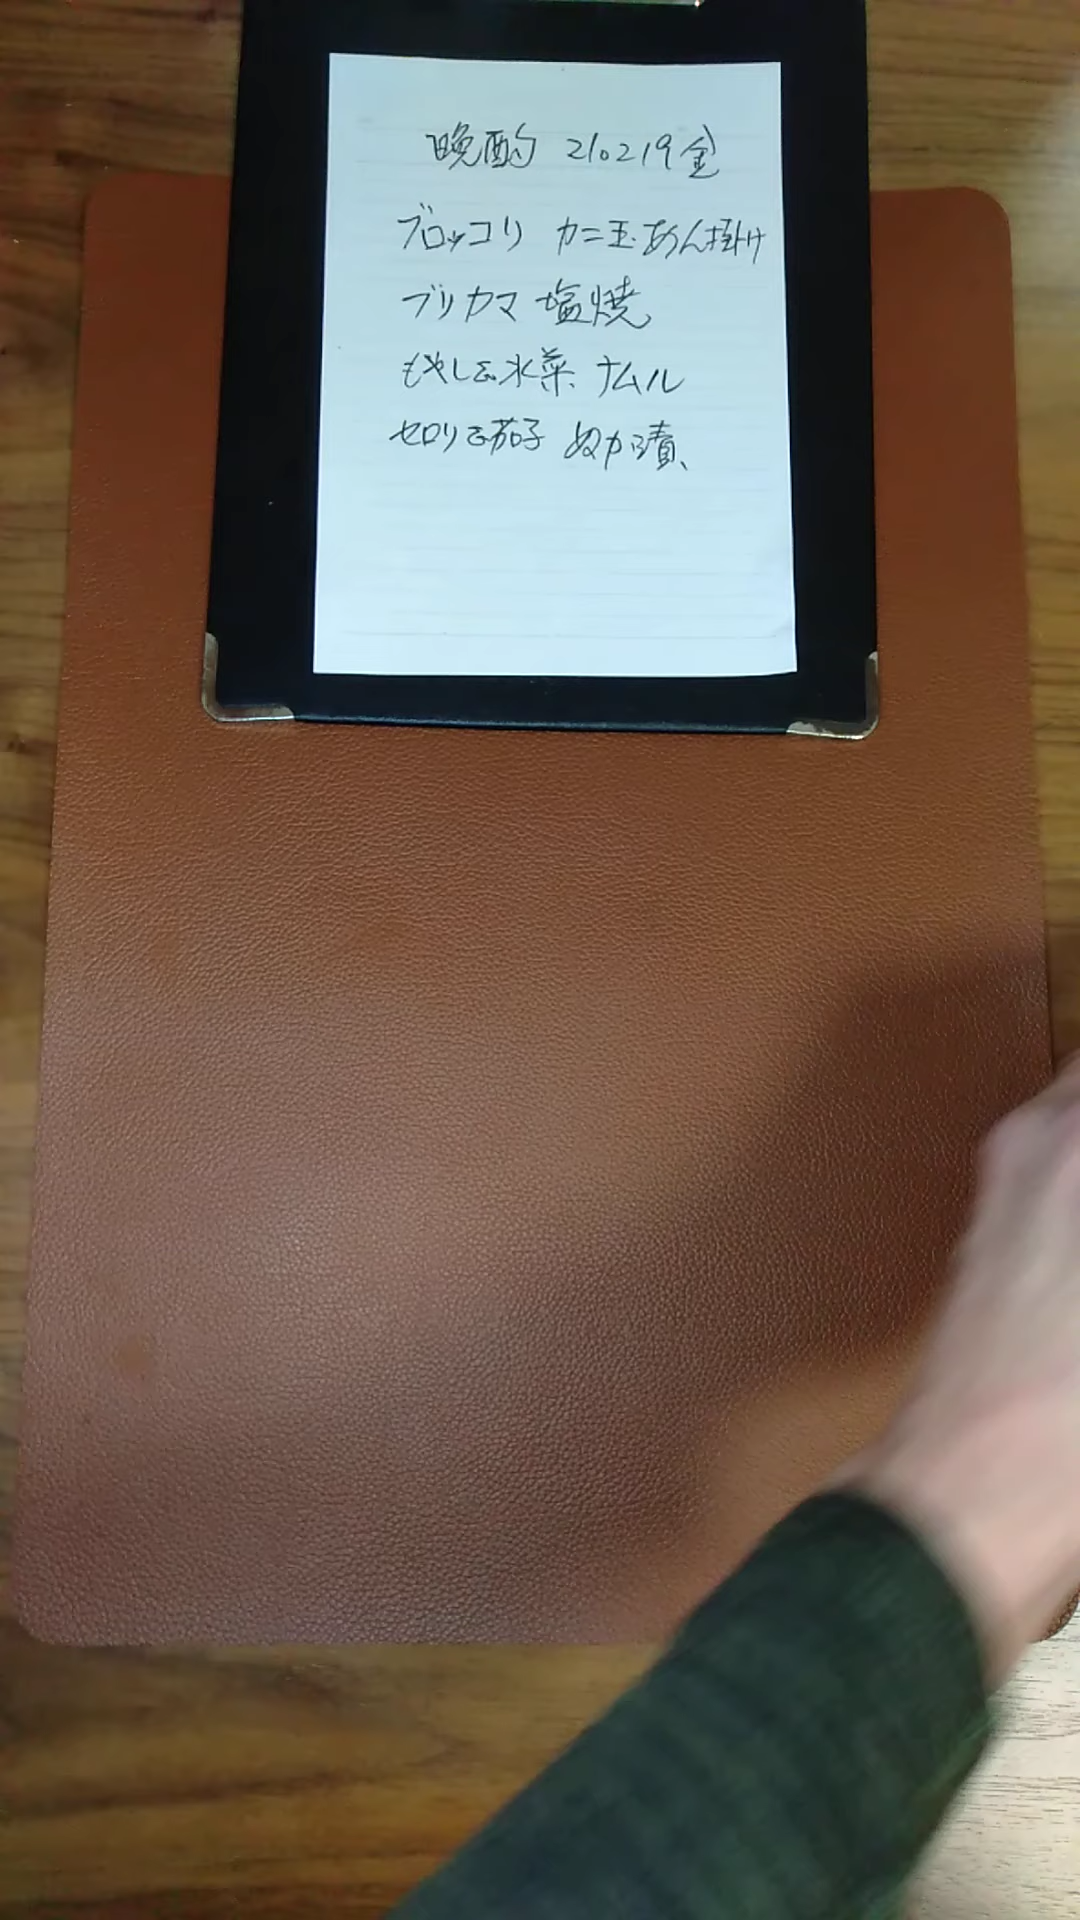 晩酌 210219金
ブロッコリ カニ玉あん掛け
ブリカマ 塩焼
もやしと水菜 ナムル
セロリと茄子 ぬか漬、